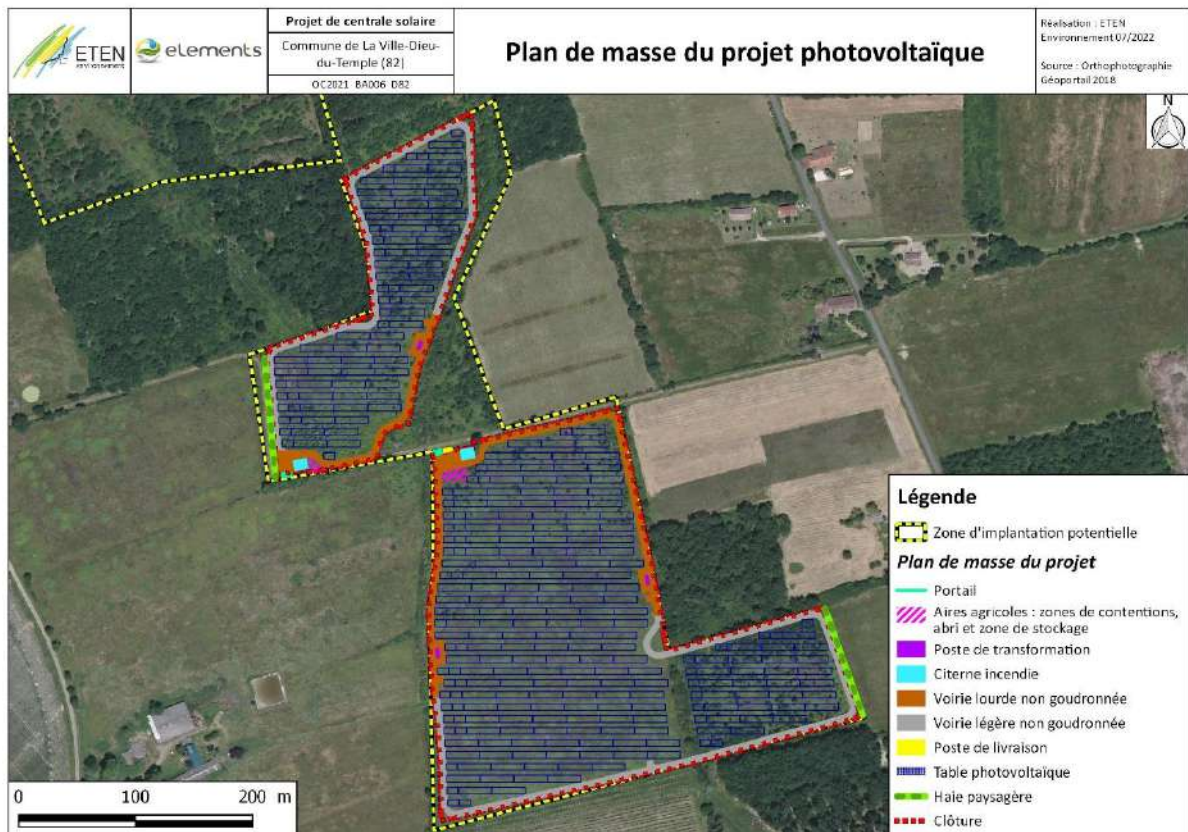 ETEN
environnement
elements
Projet de centrale solaire
Commune de La Ville-Dieu-
du-Temple (82)
OC2021_BA006_D82
Plan de masse du projet photovoltaïque
Réalisation : ETEN
Environnement 07/2022
Source : Orthophotographie
Géoportail 2018
N
Légende
Zone d'implantation potentielle
Plan de masse du projet
Portail
Aires agricoles : zones de contentions,
abri et zone de stockage
Poste de transformation
Citerne incendie
Voirie lourde non goudronnée
Voirie légère non goudronnée
Poste de livraison
Table photovoltaïque
Haie paysagère
Clôture
0 100 200 m